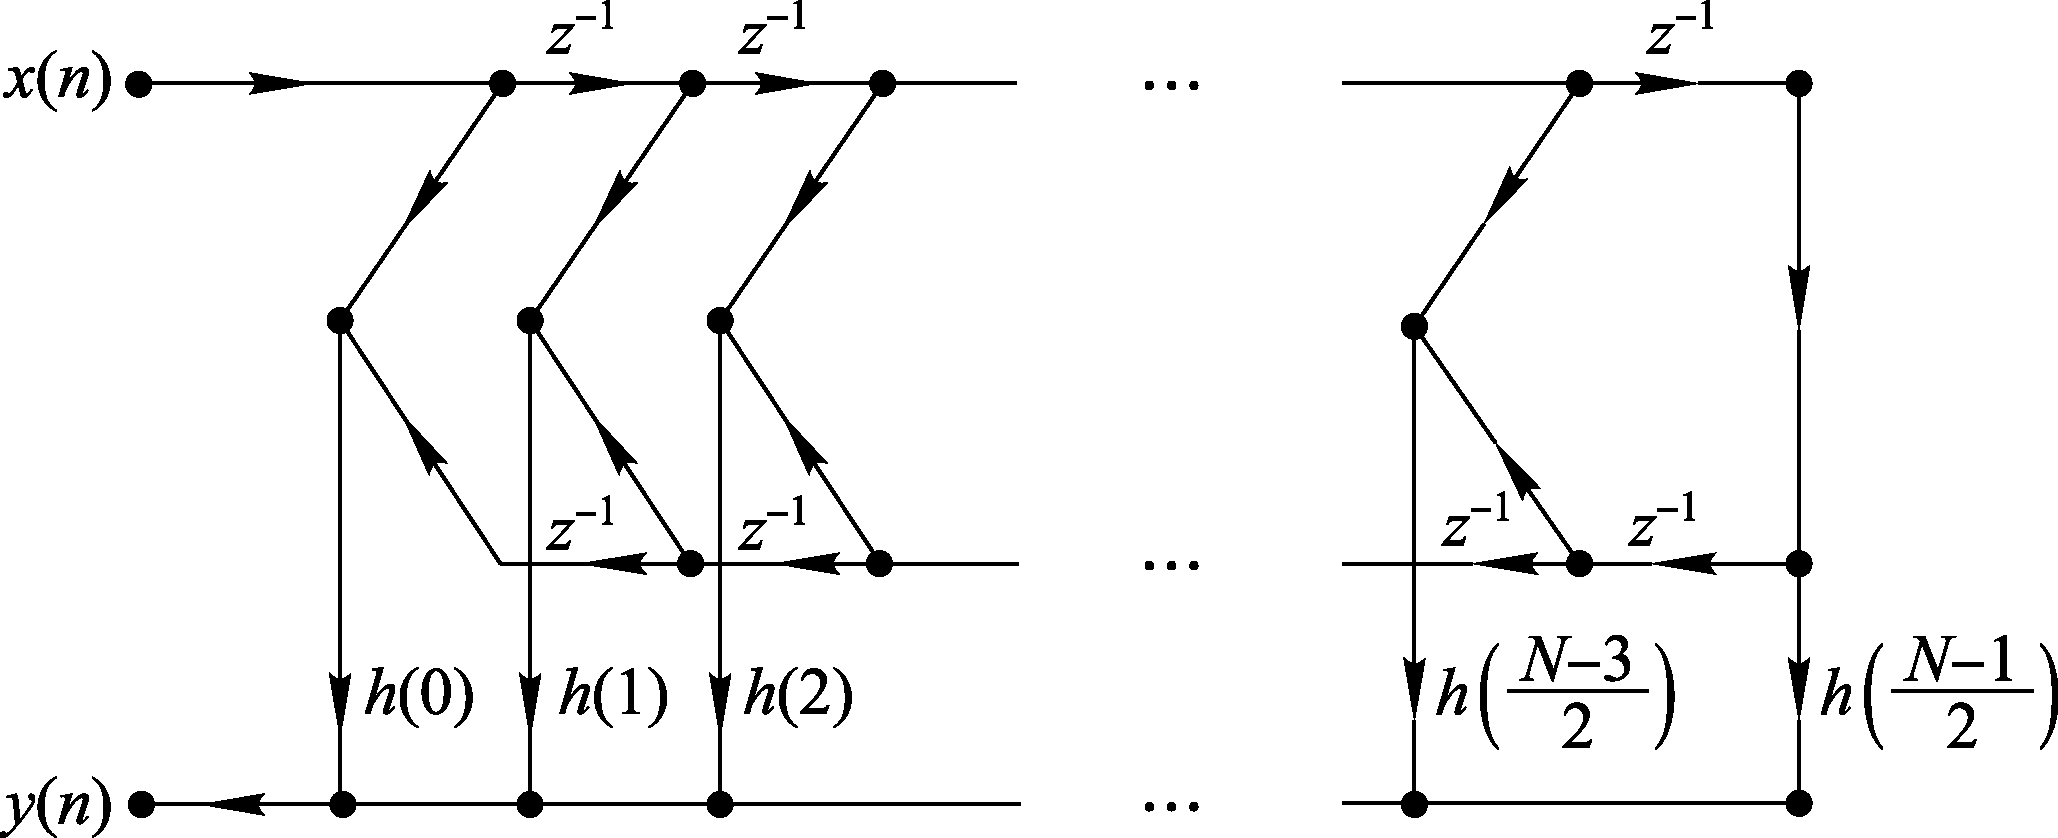 x(n) z⁻¹ z⁻¹ ··· z⁻¹
z⁻¹ z⁻¹ ··· z⁻¹ z⁻¹
h(0) h(1) h(2) h((N–3)/2) h((N–1)/2)
y(n) ···